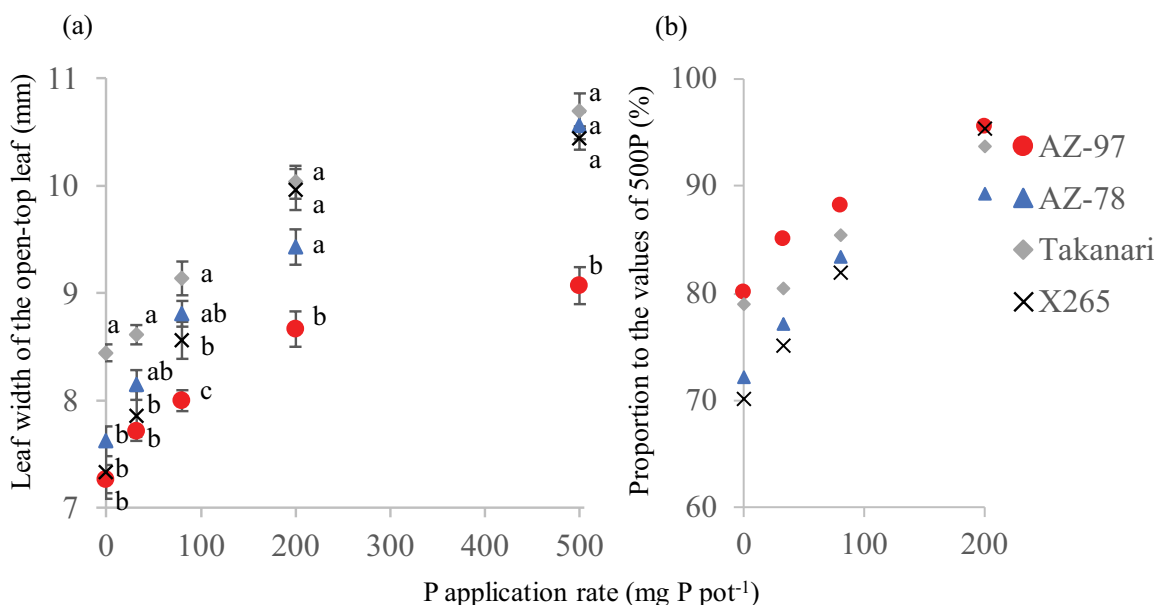 (a)
Leaf width of the open-top leaf (mm)
11
10
9
8
7
0
100
200
300
400
500
a
b
b
b
a
ab
b
b
a
ab
b
c
a
a
a
b
a
a
a
b
(b)
Proportion to the values of 500P (%)
100
90
80
70
60
0
100
200
AZ-97
AZ-78
Takanari
X265
P application rate (mg P pot⁻¹)